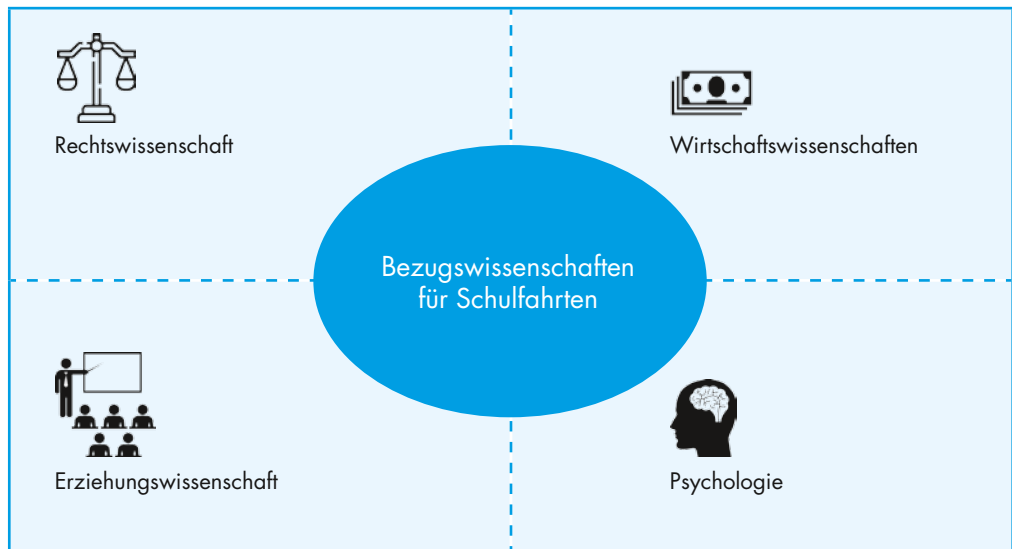 Rechtswissenschaft
Wirtschaftswissenschaften
Bezugswissenschaften
für Schulfahrten
Erziehungswissenschaft
Psychologie